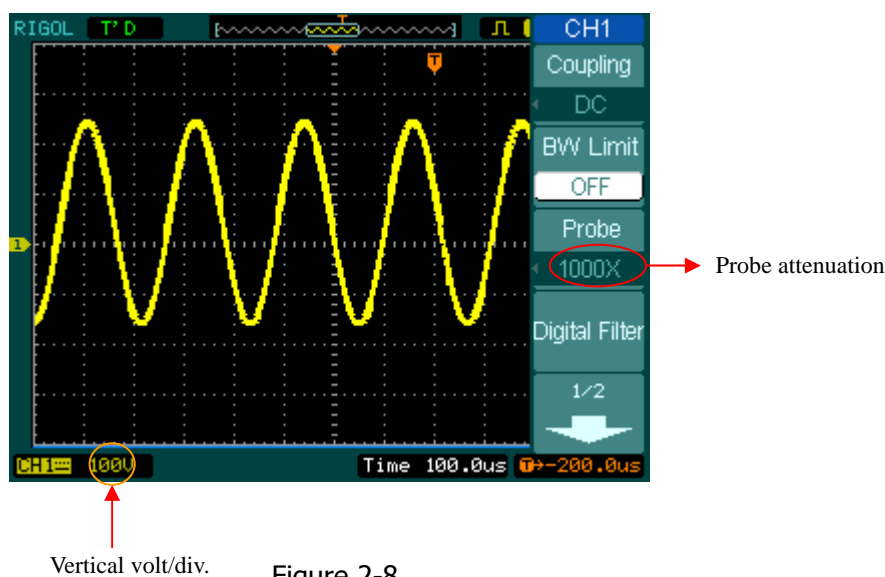 RIGOL T'D T CH1
T
Coupling
DC
BW Limit
OFF
Probe
1000X
Probe attenuation
Digital Filter
1/2
1
CH1 100V Time 100.0us T→-200.0us
Vertical volt/div.
Figure 2-8